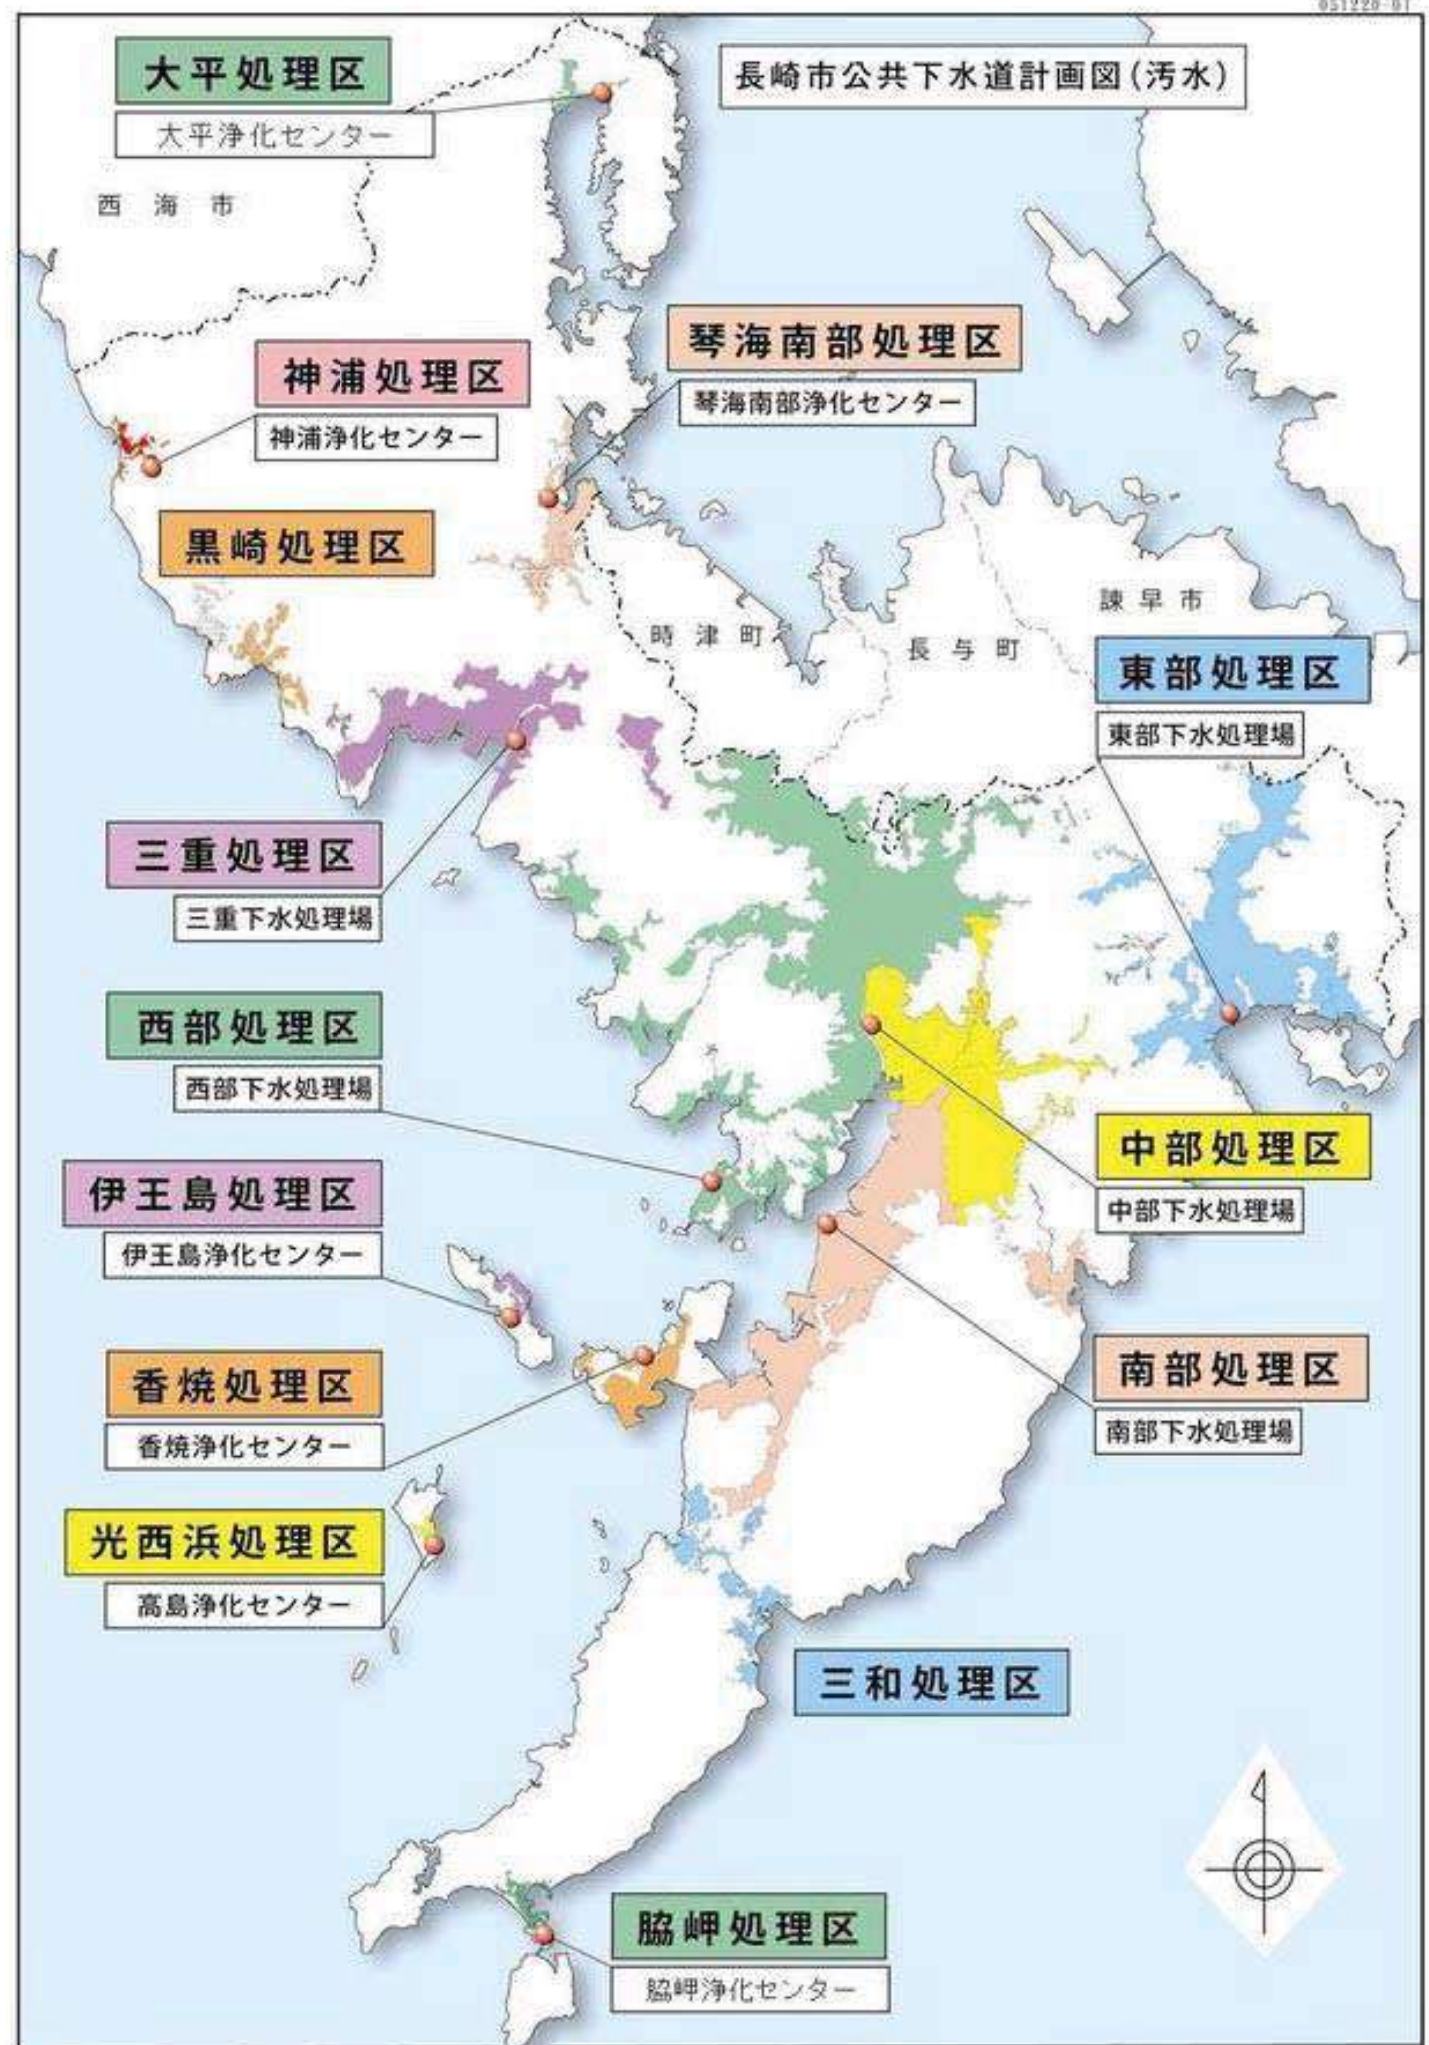 051220-01
大平処理区
長崎市公共下水道計画図(汚水)
大平浄化センター
西海市
琴海南部処理区
神浦処理区
琴海南部浄化センター
神浦浄化センター
黒崎処理区
諫早市
時津町
長与町
東部処理区
東部下水処理場
三重処理区
三重下水処理場
西部処理区
西部下水処理場
中部処理区
伊王島処理区
中部下水処理場
伊王島浄化センター
香焼処理区
南部処理区
香焼浄化センター
南部下水処理場
光西浜処理区
高島浄化センター
三和処理区
脇岬処理区
脇岬浄化センター